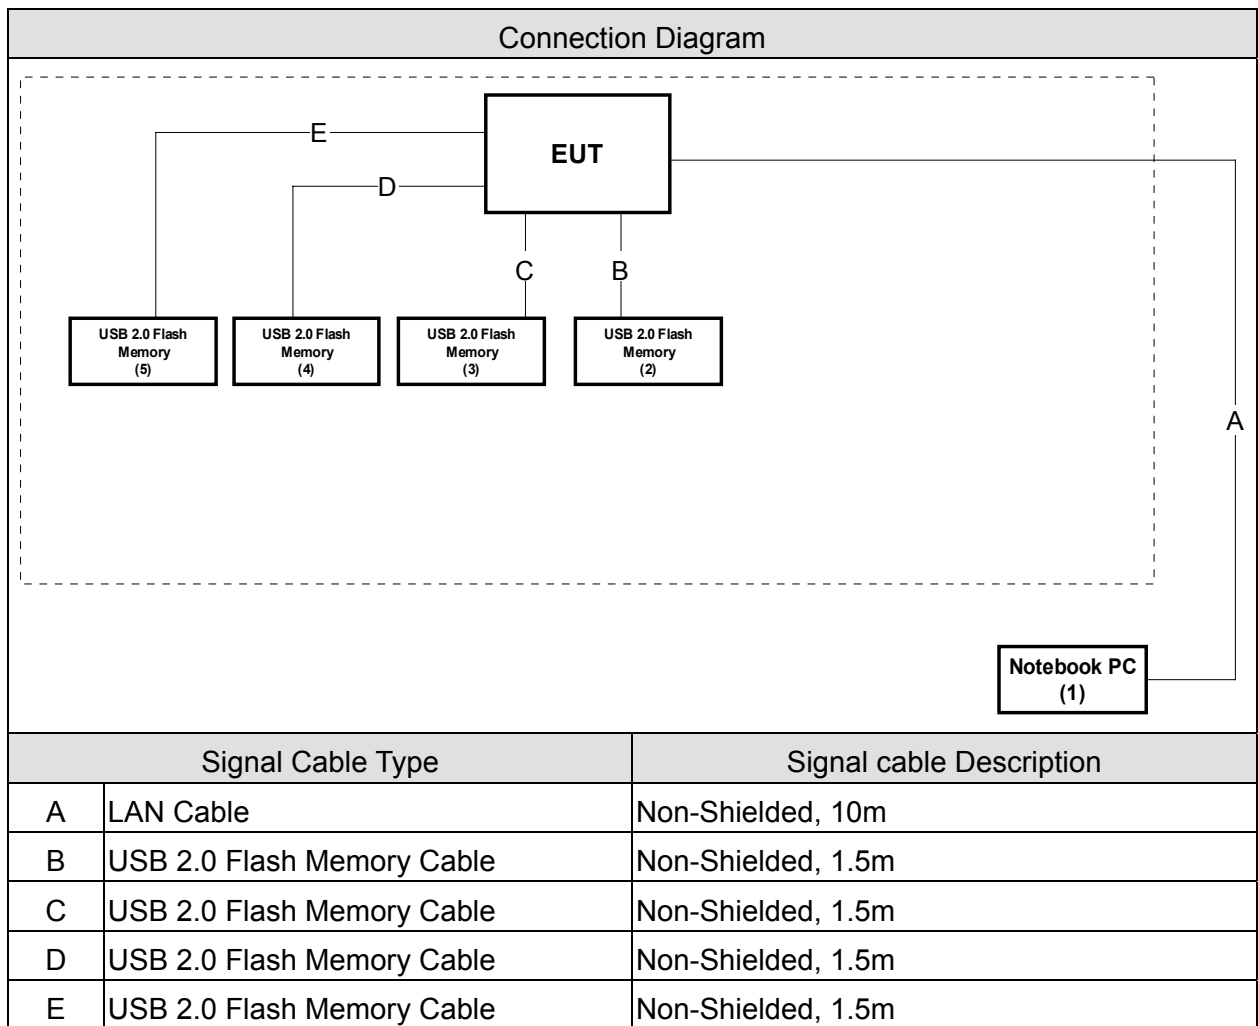 Connection Diagram
E
EUT
D
C
B
USB 2.0 Flash
Memory
(5)
USB 2.0 Flash
Memory
(4)
USB 2.0 Flash
Memory
(3)
USB 2.0 Flash
Memory
(2)
A
Notebook PC
(1)
Signal Cable Type Signal cable Description
A LAN Cable Non-Shielded, 10m
B USB 2.0 Flash Memory Cable Non-Shielded, 1.5m
C USB 2.0 Flash Memory Cable Non-Shielded, 1.5m
D USB 2.0 Flash Memory Cable Non-Shielded, 1.5m
E USB 2.0 Flash Memory Cable Non-Shielded, 1.5m